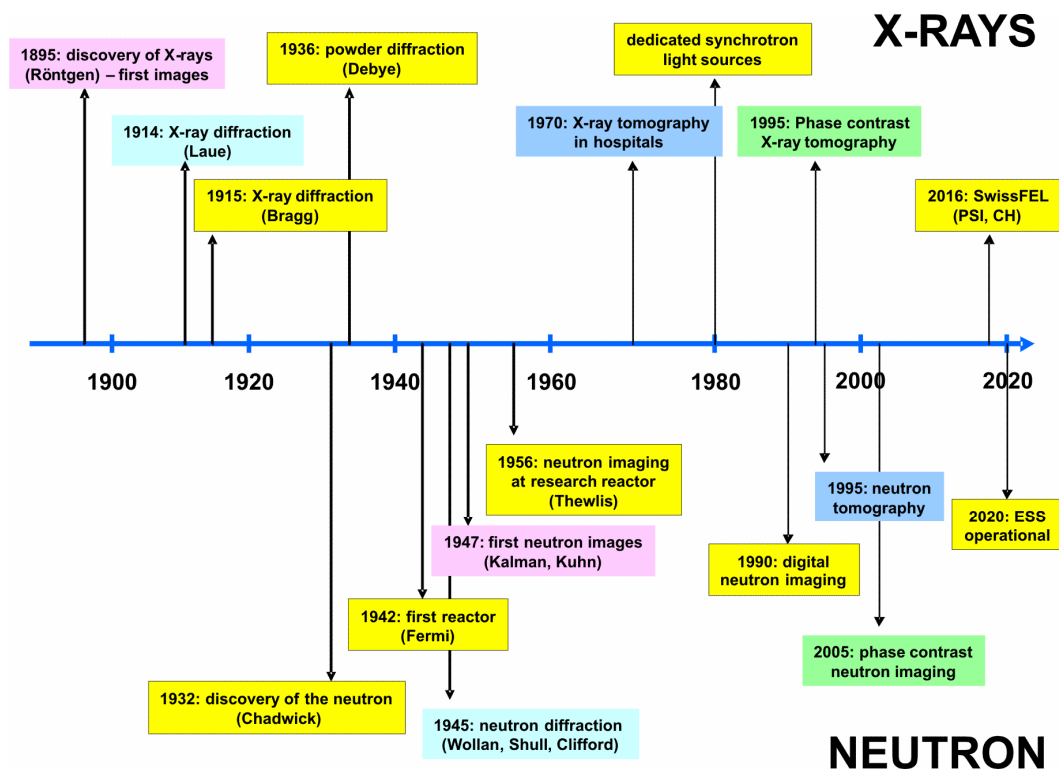 X-RAYS
1895: discovery of X-rays
(Röntgen) – first images
1936: powder diffraction
(Debye)
dedicated synchrotron
light sources
1914: X-ray diffraction
(Laue)
1970: X-ray tomography
in hospitals
1995: Phase contrast
X-ray tomography
1915: X-ray diffraction
(Bragg)
2016: SwissFEL
(PSI, CH)
1900
1920
1940
1960
1980
2000
2020
1956: neutron imaging
at research reactor
(Thewlis)
1995: neutron
tomography
2020: ESS
operational
1947: first neutron images
(Kalman, Kuhn)
1990: digital
neutron imaging
1942: first reactor
(Fermi)
2005: phase contrast
neutron imaging
1932: discovery of the neutron
(Chadwick)
1945: neutron diffraction
(Wollan, Shull, Clifford)
NEUTRON